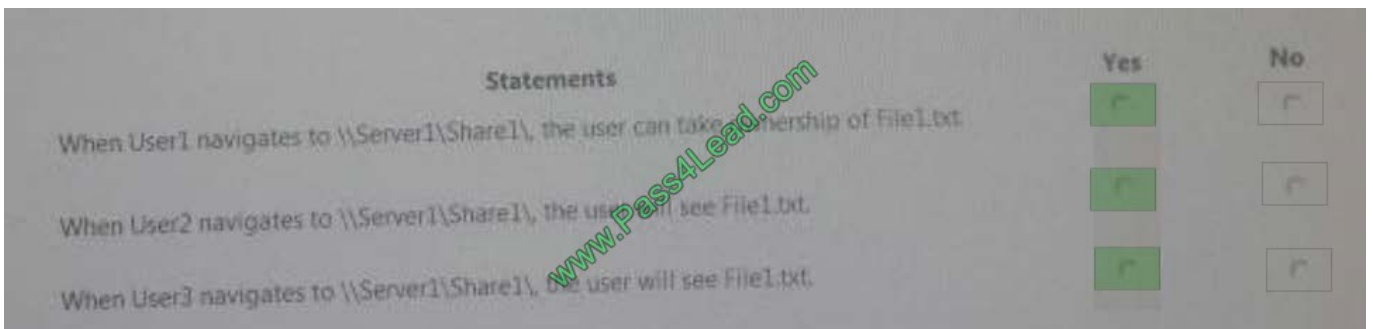 Statements Yes No
When User1 navigates to \\Server1\Share1\, the user can take ownership of File1.txt.
When User2 navigates to \\Server1\Share1\, the user will see File1.txt.
When User3 navigates to \\Server1\Share1\, the user will see File1.txt.
www.Pass4Lead.com